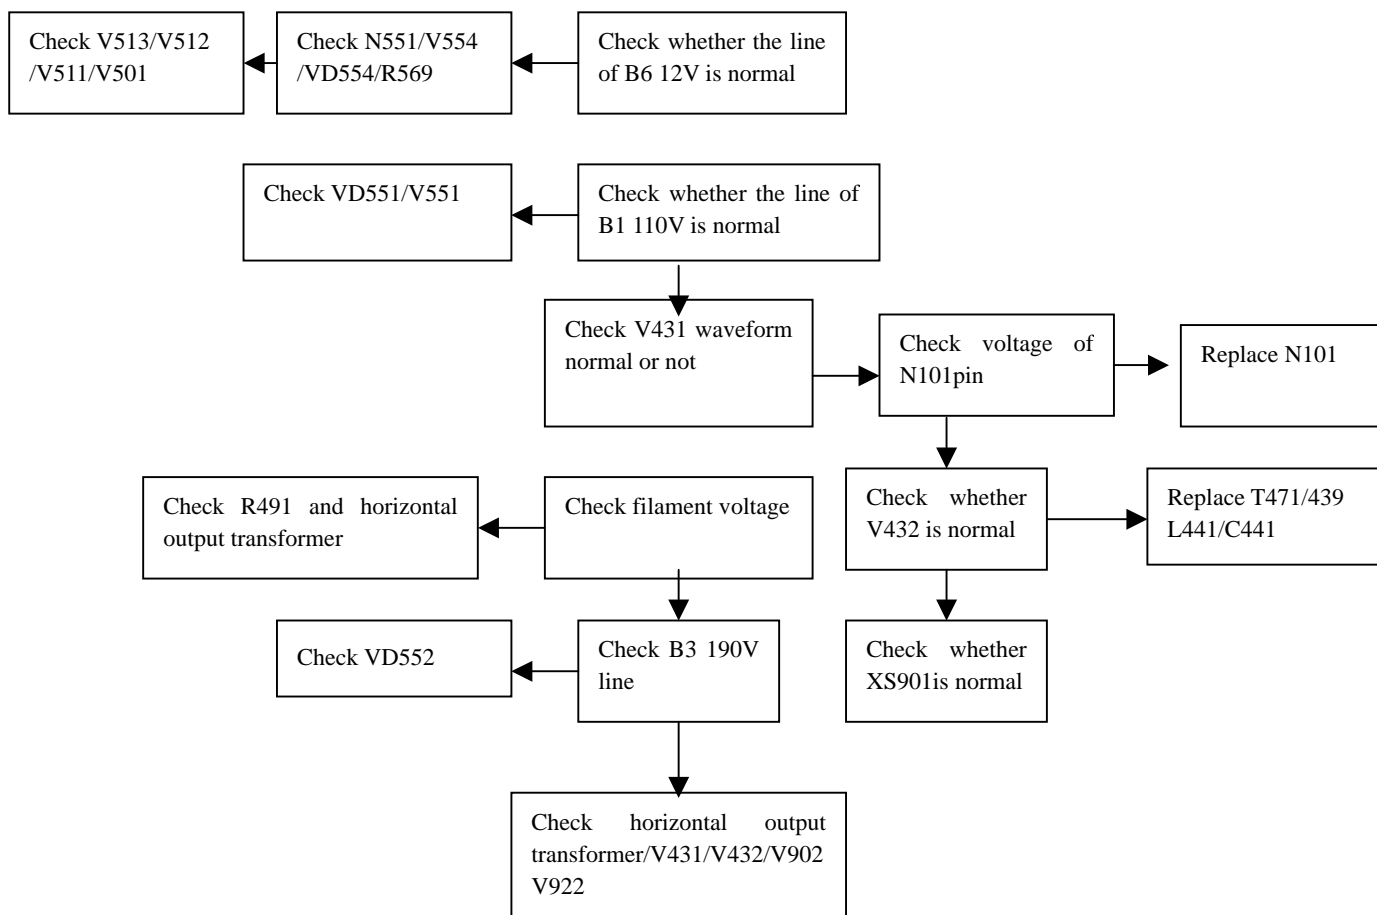 Check V513/V512
/V511/V501
Check N551/V554
/VD554/R569
Check whether the line
of B6 12V is normal
Check VD551/V551
Check whether the line of
B1 110V is normal
Check V431 waveform
normal or not
Check voltage of
N101pin
Replace N101
Check R491 and horizontal
output transformer
Check filament voltage
Check whether
V432 is normal
Replace T471/439
L441/C441
Check VD552
Check B3 190V
line
Check whether
XS901is normal
Check horizontal output
transformer/V431/V432/V902
V922